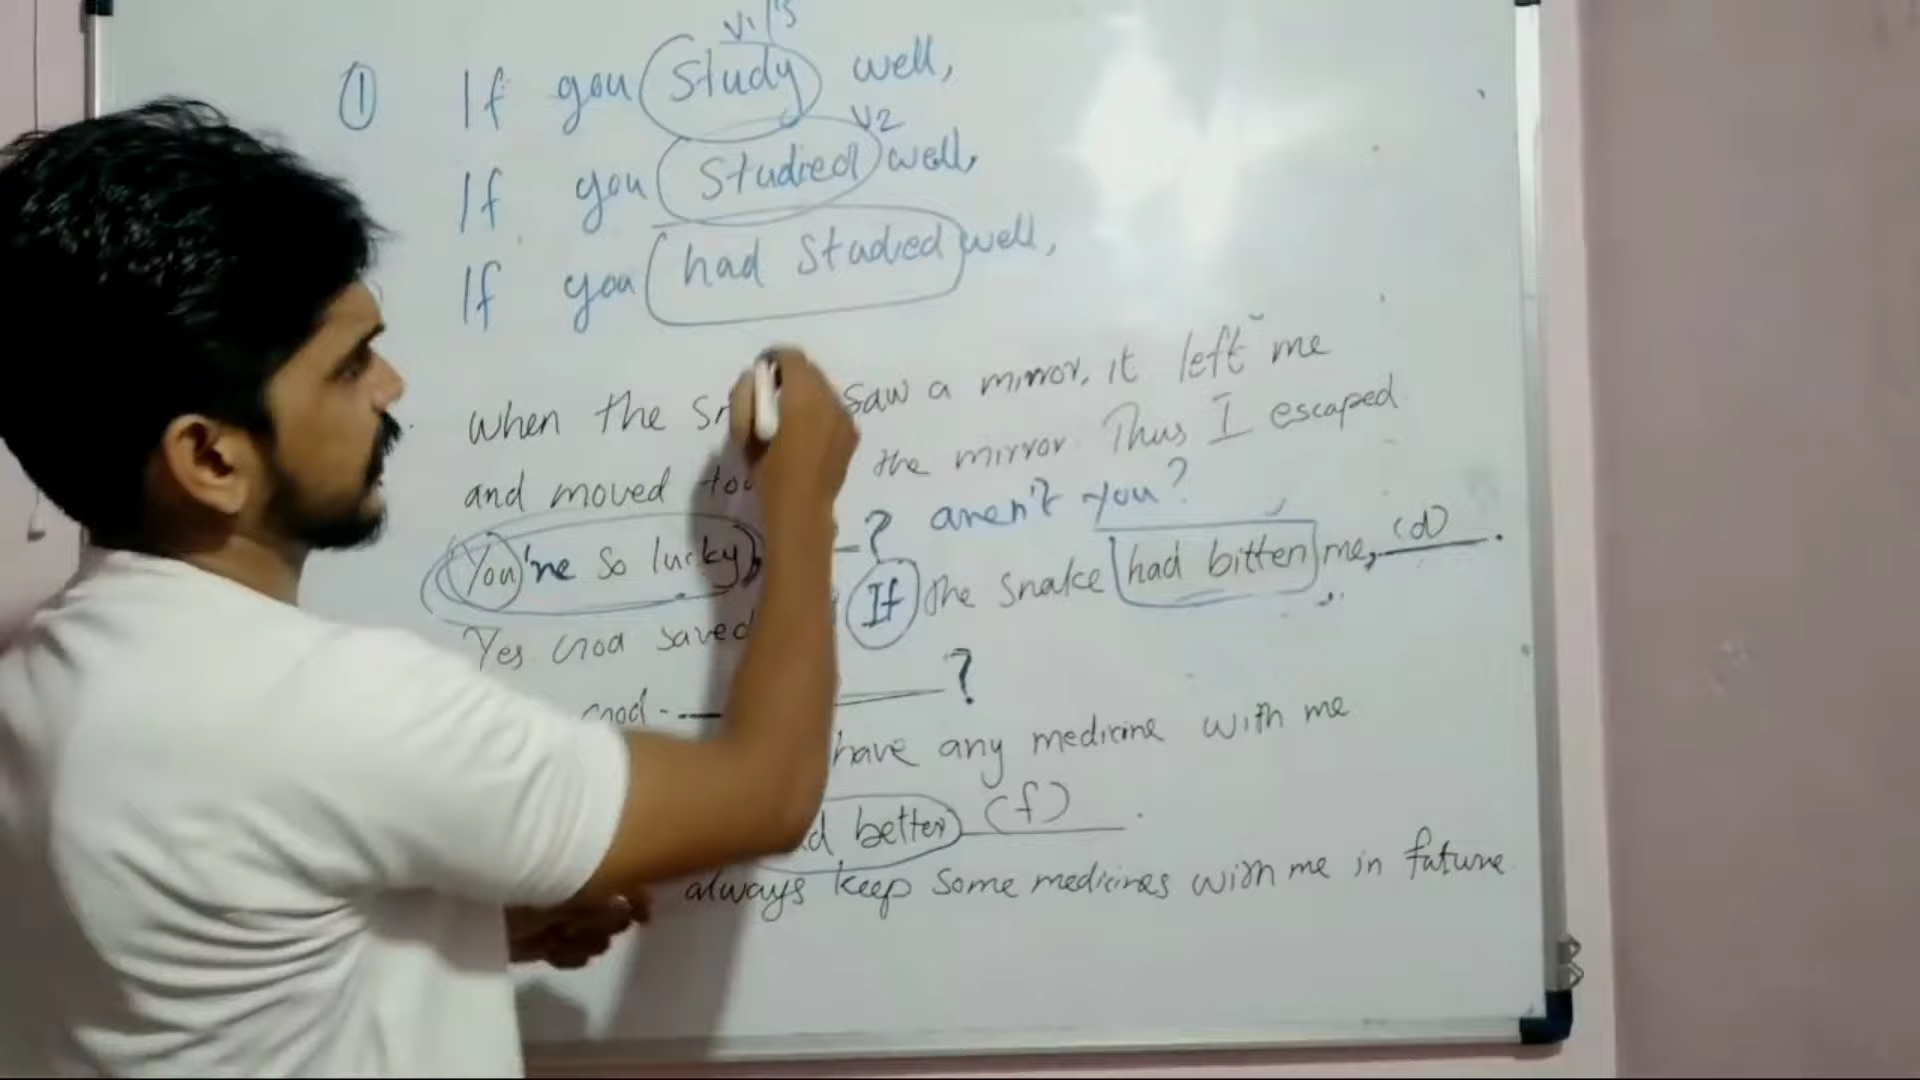 V1/s
① If you study well,
V2
If you studied well,
If you had studied well,
When the saw a mirror, it left me
and moved the mirror. Thus I escaped
You're so lucky, ? aren't you?
Yes God saved If the snake had bitten me, (d) .
God - ?
have any medicine with me
better (f) .
always keep some medicines with me in future